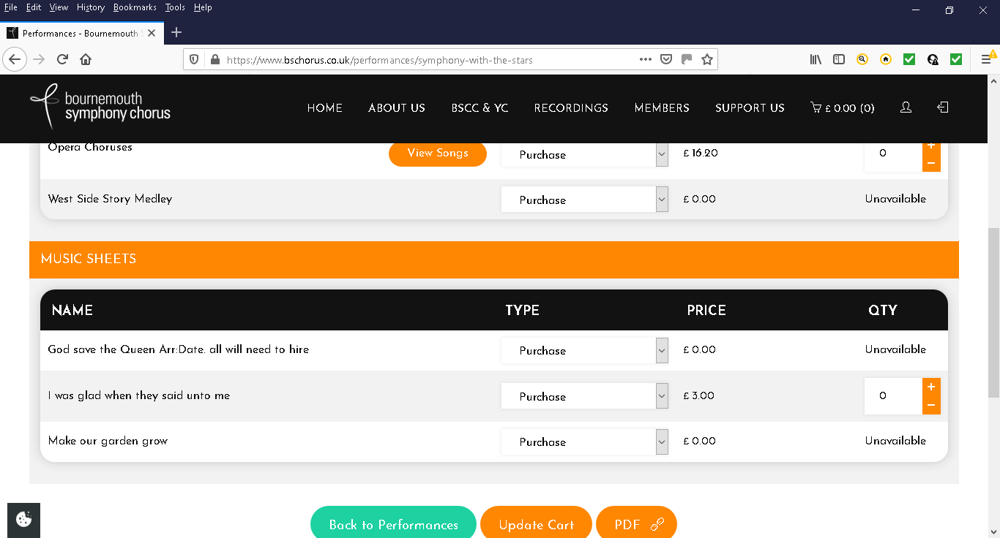 File Edit View History Bookmarks Tools Help
Performances - Bournemouth S
https://www.bschorus.co.uk/performances/symphony-with-the-stars
bournemouth
symphony chorus
HOME ABOUT US BSCC & YC RECORDINGS MEMBERS SUPPORT US £ 0.00 (0)
Opera Choruses View Songs Purchase £ 16.20 0 + −
West Side Story Medley Purchase £ 0.00 Unavailable
MUSIC SHEETS
NAME TYPE PRICE QTY
God save the Queen Arr:Date. all will need to hire Purchase £ 0.00 Unavailable
I was glad when they said unto me Purchase £ 3.00 0 + −
Make our garden grow Purchase £ 0.00 Unavailable
Back to Performances Update Cart PDF